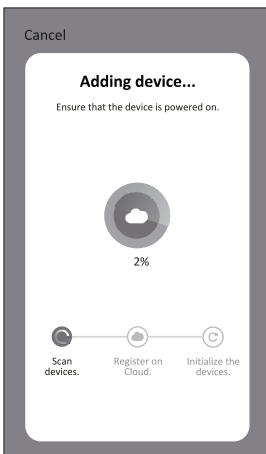 Cancel
Adding device...
Ensure that the device is powered on.
2%
Scan
devices.
Register on
Cloud.
Initialize the
devices.